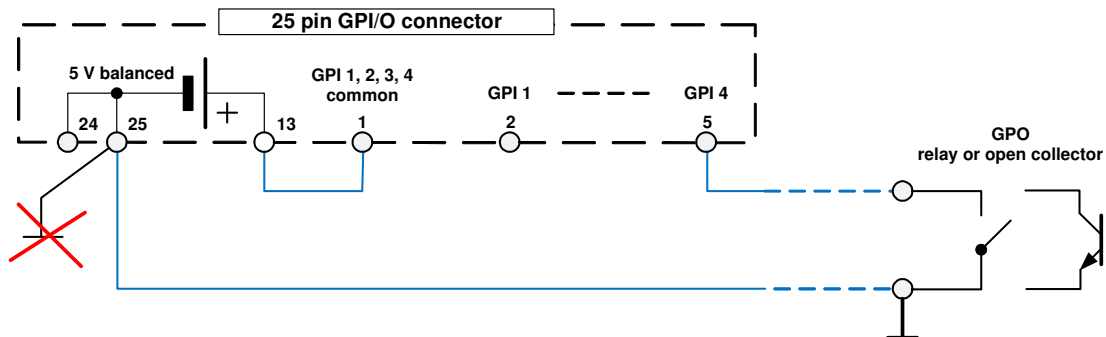 25 pin GPI/O connector
5 V balanced
GPI 1, 2, 3, 4
common
GPI 1
GPI 4
24
25
+
13
1
2
5
GPO
relay or open collector